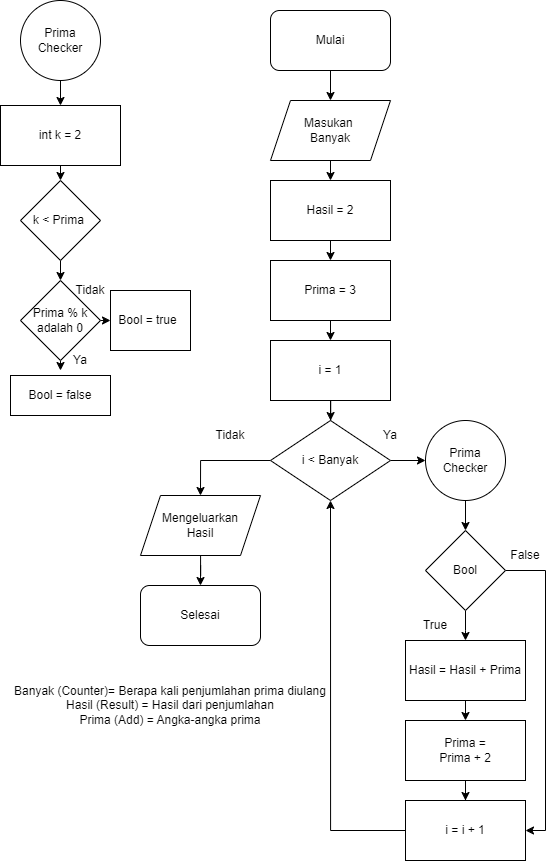 Prima
Checker
int k = 2
k < Prima
Tidak
Prima % k
adalah 0
Bool = true
Ya
Bool = false
Mulai
Masukan
Banyak
Hasil = 2
Prima = 3
i = 1
Tidak
Ya
i < Banyak
Prima
Checker
Mengeluarkan
Hasil
Selesai
Bool
False
True
Hasil = Hasil + Prima
Prima =
Prima + 2
i = i + 1
Banyak (Counter)= Berapa kali penjumlahan prima diulang
Hasil (Result) = Hasil dari penjumlahan
Prima (Add) = Angka-angka prima